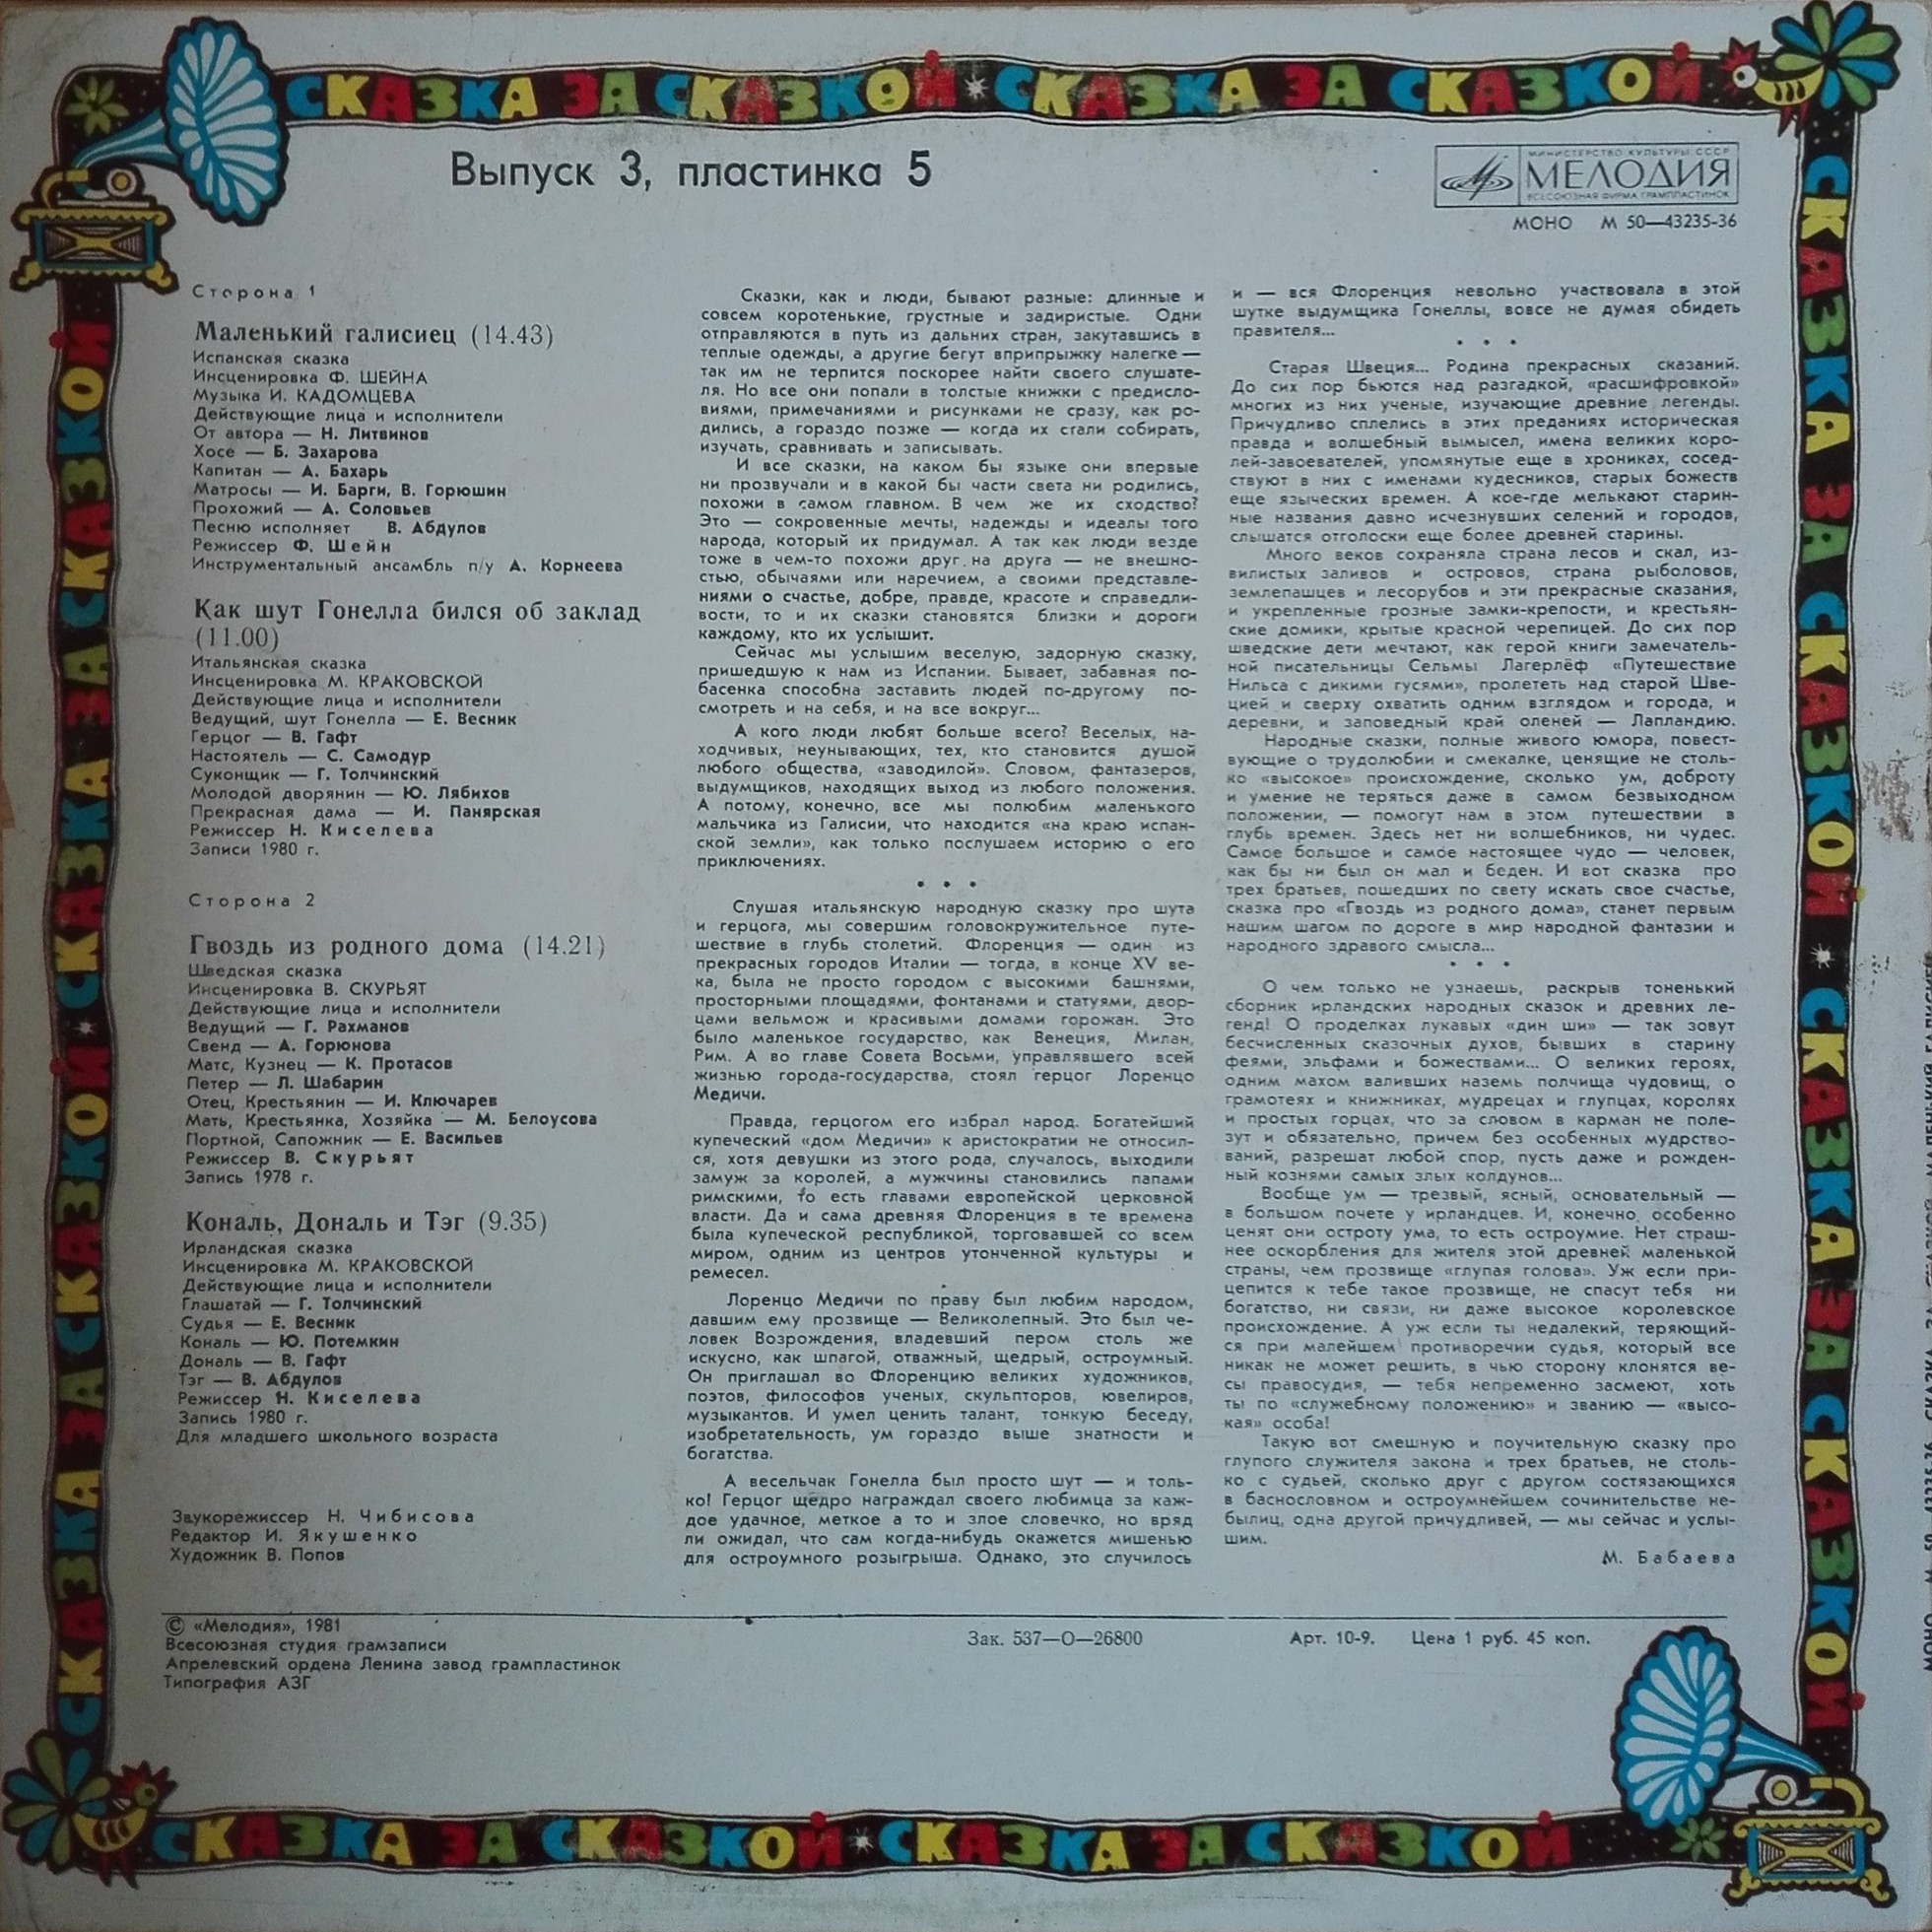 СКАЗКА ЗА СКАЗКОЙ * СКАЗКА ЗА СКАЗКОЙ
Выпуск 3, пластинка 5
МИНИСТЕРСТВО КУЛЬТУРЫ СССР
МЕЛОДИЯ
ВСЕСОЮЗНАЯ ФИРМА ГРАМПЛАСТИНОК
МОНО М 50—43235-36
Сторона 1
Маленький галисиец (14.43)
Испанская сказка
Инсценировка Ф. ШЕЙНА
Музыка И. КАДОМЦЕВА
Действующие лица и исполнители
От автора — Н. Литвинов
Хосе — Б. Захарова
Капитан — А. Бахарь
Матросы — И. Барги, В. Горюшин
Прохожий — А. Соловьев
Песню исполняет В. Абдулов
Режиссер Ф. Шейн
Инструментальный ансамбль п/у А. Корнеева
Как шут Гонелла бился об заклад
(11.00)
Итальянская сказка
Инсценировка М. КРАКОВСКОЙ
Действующие лица и исполнители
Ведущий, шут Гонелла — Е. Весник
Герцог — В. Гафт
Настоятель — С. Самодур
Суконщик — Г. Толчинский
Молодой дворянин — Ю. Лябихов
Прекрасная дама — И. Панярская
Режиссер Н. Киселева
Записи 1980 г.
Сторона 2
Гвоздь из родного дома (14.21)
Шведская сказка
Инсценировка В. СКУРЬЯТ
Действующие лица и исполнители
Ведущий — Г. Рахманов
Свенд — А. Горюнова
Матс, Кузнец — К. Протасов
Петер — Л. Шабарин
Отец, Крестьянин — И. Ключарев
Мать, Крестьянка, Хозяйка — М. Белоусова
Портной, Сапожник — Е. Васильев
Режиссер В. Скурьят
Запись 1978 г.
Кональ, Дональ и Тэг (9.35)
Ирландская сказка
Инсценировка М. КРАКОВСКОЙ
Действующие лица и исполнители
Глашатай — Г. Толчинский
Судья — Е. Весник
Кональ — Ю. Потемкин
Дональ — В. Гафт
Тэг — В. Абдулов
Режиссер Н. Киселева
Запись 1980 г.
Для младшего школьного возраста
Звукорежиссер Н. Чибисова
Редактор И. Якушенко
Художник В. Попов
Сказки, как и люди, бывают разные: длинные и
совсем коротенькие, грустные и задиристые. Одни
отправляются в путь из дальних стран, закутавшись в
теплые одежды, а другие бегут вприпрыжку налегке —
так им не терпится поскорее найти своего слушате-
ля. Но все они попали в толстые книжки с предисло-
виями, примечаниями и рисунками не сразу, как ро-
дились, а гораздо позже — когда их стали собирать,
изучать, сравнивать и записывать.
И все сказки, на каком бы языке они впервые
ни прозвучали и в какой бы части света ни родились,
похожи в самом главном. В чем же их сходство?
Это — сокровенные мечты, надежды и идеалы того
народа, который их придумал. А так как люди везде
тоже в чем-то похожи друг на друга — не внешно-
стью, обычаями или наречием, а своими представле-
ниями о счастье, добре, правде, красоте и справедли-
вости, то и их сказки становятся близки и дороги
каждому, кто их услышит.
Сейчас мы услышим веселую, задорную сказку,
пришедшую к нам из Испании. Бывает, забавная по-
басенка способна заставить людей по-другому по-
смотреть и на себя, и на все вокруг...
А кого люди любят больше всего? Веселых, на-
ходчивых, неунывающих, тех, кто становится душой
любого общества, «заводилой». Словом, фантазеров,
выдумщиков, находящих выход из любого положения.
А потому, конечно, все мы полюбим маленького
мальчика из Галисии, что находится «на краю испан-
ской земли», как только послушаем историю о его
приключениях.
• • •
Слушая итальянскую народную сказку про шута
и герцога, мы совершим головокружительное путе-
шествие в глубь столетий. Флоренция — один из
прекрасных городов Италии — тогда, в конце XV ве-
ка, была не просто городом с высокими башнями,
просторными площадями, фонтанами и статуями, двор-
цами вельмож и красивыми домами горожан. Это
было маленькое государство, как Венеция, Милан,
Рим. А во главе Совета Восьми, управлявшего всей
жизнью города-государства, стоял герцог Лоренцо
Медичи.
Правда, герцогом его избрал народ. Богатейший
купеческий «дом Медичи» к аристократии не относил-
ся, хотя девушки из этого рода, случалось, выходили
замуж за королей, а мужчины становились папами
римскими, то есть главами европейской церковной
власти. Да и сама древняя Флоренция в те времена
была купеческой республикой, торговавшей со всем
миром, одним из центров утонченной культуры и
ремесел.
Лоренцо Медичи по праву был любим народом,
давшим ему прозвище — Великолепный. Это был че-
ловек Возрождения, владевший пером столь же
искусно, как шпагой, отважный, щедрый, остроумный.
Он приглашал во Флоренцию великих художников,
поэтов, философов ученых, скульпторов, ювелиров,
музыкантов. И умел ценить талант, тонкую беседу,
изобретательность, ум гораздо выше знатности и
богатства.
А весельчак Гонелла был просто шут — и толь-
ко! Герцог щедро награждал своего любимца за каж-
дое удачное, меткое а то и злое словечко, но вряд
ли ожидал, что сам когда-нибудь окажется мишенью
для остроумного розыгрыша. Однако, это случилось
и — вся Флоренция невольно участвовала в этой
шутке выдумщика Гонеллы, вовсе не думая обидеть
правителя...
• • •
Старая Швеция... Родина прекрасных сказаний.
До сих пор бьются над разгадкой, «расшифровкой»
многих из них ученые, изучающие древние легенды.
Причудливо сплелись в этих преданиях историческая
правда и волшебный вымысел, имена великих коро-
лей-завоевателей, упомянутые еще в хрониках, сосед-
ствуют в них с именами кудесников, старых божеств
еще языческих времен. А кое-где мелькают старин-
ные названия давно исчезнувших селений и городов,
слышатся отголоски еще более древней старины.
Много веков сохраняла страна лесов и скал, из-
вилистых заливов и островов, страна рыболовов,
землепашцев и лесорубов и эти прекрасные сказания,
и укрепленные грозные замки-крепости, и крестьян-
ские домики, крытые красной черепицей. До сих пор
шведские дети мечтают, как герой книги замечатель-
ной писательницы Сельмы Лагерлёф «Путешествие
Нильса с дикими гусями», пролететь над старой Шве-
цией и сверху охватить одним взглядом и города, и
деревни, и заповедный край оленей — Лапландию.
Народные сказки, полные живого юмора, повест-
вующие о трудолюбии и смекалке, ценящие не столь-
ко «высокое» происхождение, сколько ум, доброту
и умение не теряться даже в самом безвыходном
положении, — помогут нам в этом путешествии в
глубь времен. Здесь нет ни волшебников, ни чудес.
Самое большое и самое настоящее чудо — человек,
как бы ни был он мал и беден. И вот сказка про
трех братьев, пошедших по свету искать свое счастье,
сказка про «Гвоздь из родного дома», станет первым
нашим шагом по дороге в мир народной фантазии и
народного здравого смысла...
• • •
О чем только не узнаешь, раскрыв тоненький
сборник ирландских народных сказок и древних ле-
генд! О проделках лукавых «дин ши» — так зовут
бесчисленных сказочных духов, бывших в старину
феями, эльфами и божествами... О великих героях,
одним махом валивших наземь полчища чудовищ, о
грамотеях и книжниках, мудрецах и глупцах, королях
и простых горцах, что за словом в карман не поле-
зут и обязательно, причем без особенных мудрство-
ваний, разрешат любой спор, пусть даже и рожден-
ный кознями самых злых колдунов...
Вообще ум — трезвый, ясный, основательный —
в большом почете у ирландцев. И, конечно, особенно
ценят они остроту ума, то есть остроумие. Нет страш-
нее оскорбления для жителя этой древней маленькой
страны, чем прозвище «глупая голова». Уж если при-
цепится к тебе такое прозвище, не спасут тебя ни
богатство, ни связи, ни даже высокое королевское
происхождение. А уж если ты недалекий, теряющий-
ся при малейшем противоречии судья, который все
никак не может решить, в чью сторону клонятся ве-
сы правосудия, — тебя непременно засмеют, хоть
ты по «служебному положению» и званию — «высо-
кая» особа!
Такую вот смешную и поучительную сказку про
глупого служителя закона и трех братьев, не столь-
ко с судьей, сколько друг с другом состязающихся
в баснословном и остроумнейшем сочинительстве не-
былиц, одна другой причудливей, — мы сейчас и услы-
шим.
М. Бабаева
© «Мелодия», 1981
Всесоюзная студия грамзаписи
Апрелевский ордена Ленина завод грампластинок
Типография АЗГ
Зак. 537—О—26800
Арт. 10-9. Цена 1 руб. 45 коп.
СКАЗКА ЗА СКАЗКОЙ * СКАЗКА ЗА СКАЗКОЙ
СКАЗКА ЗА СКАЗКОЙ * СКАЗКА ЗА СКАЗКОЙ
СКАЗКА ЗА СКАЗКОЙ * СКАЗКА ЗА СКАЗКОЙ